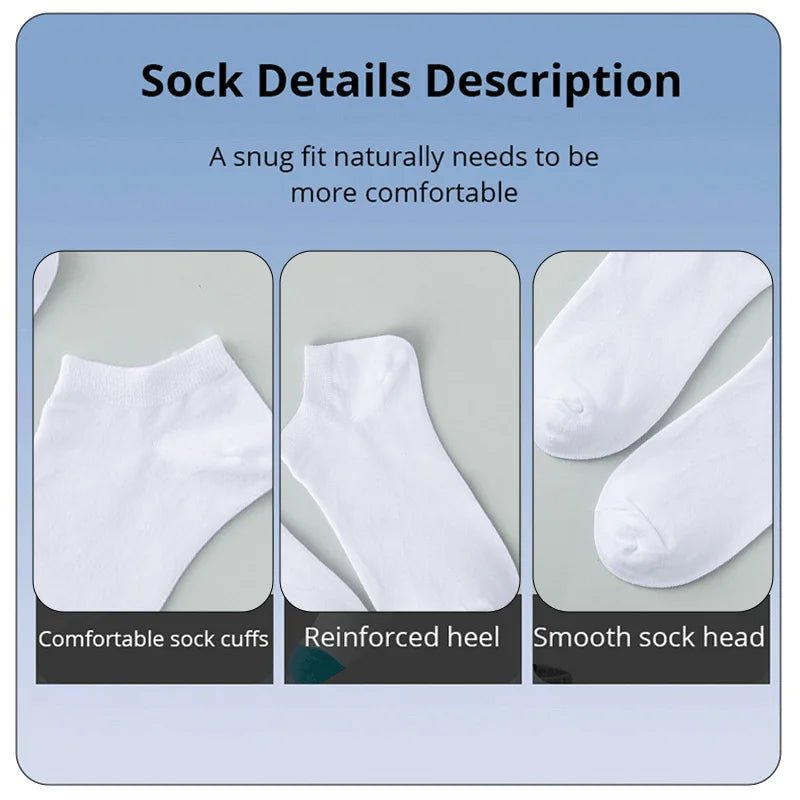 Sock Details Description
A snug fit naturally needs to be
more comfortable
Comfortable sock cuffs
Reinforced heel
Smooth sock head